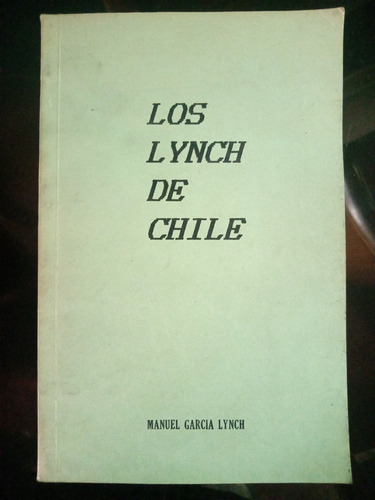 LOS
LYNCH
DE
CHILE
MANUEL GARCIA LYNCH